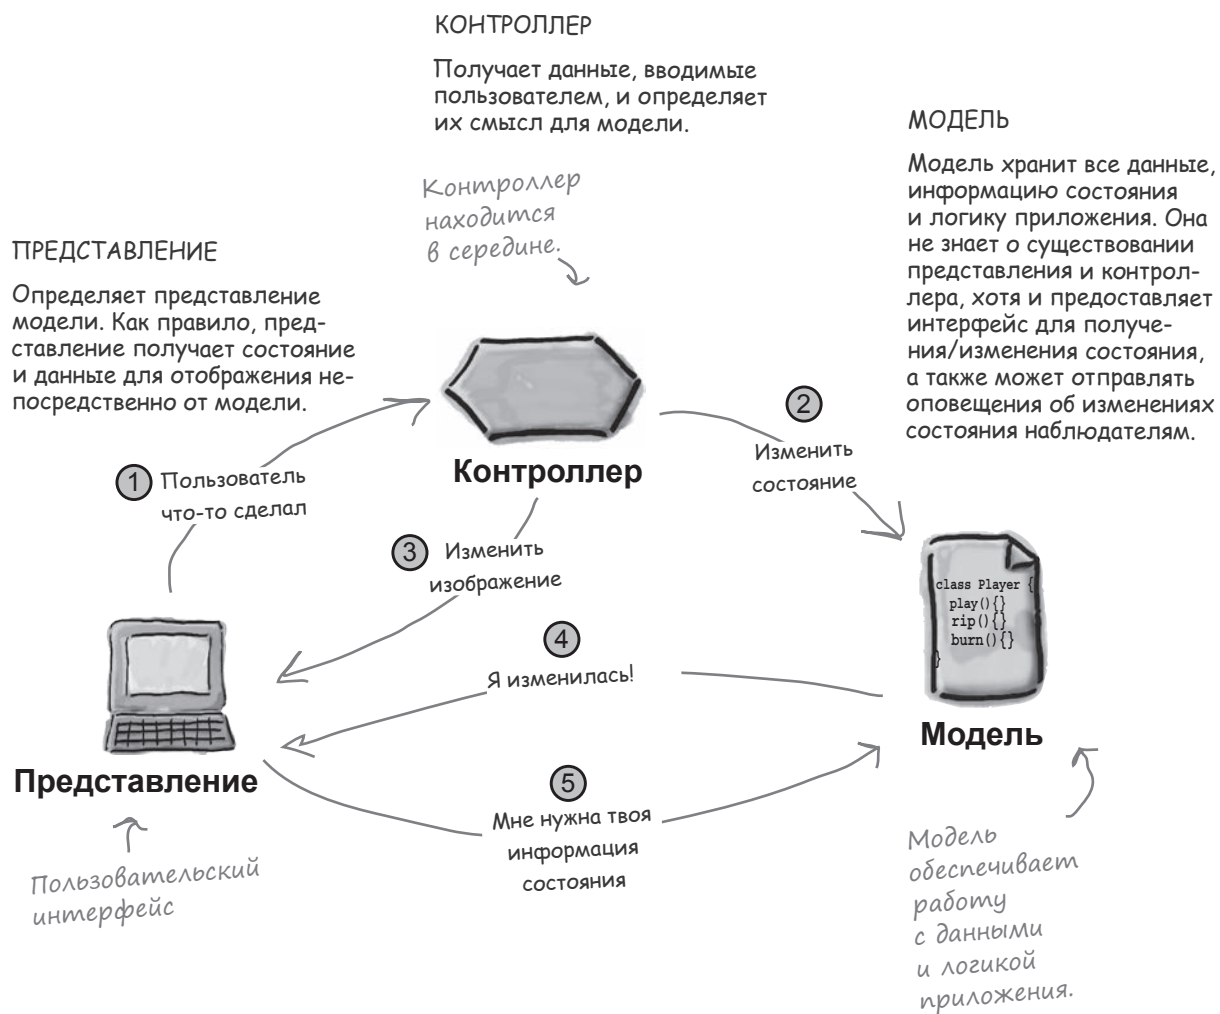 КОНТРОЛЛЕР
Получает данные, вводимые
пользователем, и определяет
их смысл для модели.
Контроллер
находится
в середине.
МОДЕЛЬ
Модель хранит все данные,
информацию состояния
и логику приложения. Она
не знает о существовании
представления и контрол-
лера, хотя и предоставляет
интерфейс для получе-
ния/изменения состояния,
а также может отправлять
оповещения об изменениях
состояния наблюдателям.
ПРЕДСТАВЛЕНИЕ
Определяет представление
модели. Как правило, пред-
ставление получает состояние
и данные для отображения не-
посредственно от модели.
Контроллер
1
Пользователь
что-то сделал
2
Изменить
состояние
3
Изменить
изображение
class Player {
play(){}
rip(){}
burn(){}
}
4
Я изменилась!
Модель
Представление
5
Мне нужна твоя
информация
состояния
Пользовательский
интерфейс
Модель
обеспечивает
работу
с данными
и логикой
приложения.